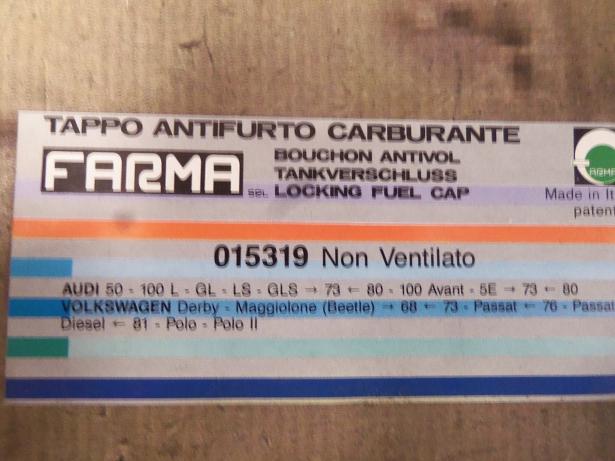 TAPPO ANTIFURTO CARBURANTE
FARMA SRL
BOUCHON ANTIVOL
TANKVERSCHLUSS
LOCKING FUEL CAP
ARMA
Made in It
patent
015319 Non Ventilato
AUDI 50 - 100 L - GL - LS - GLS → 73 ← 80 - 100 Avant - 5E → 73 ← 80
VOLKSWAGEN Derby - Maggiolone (Beetle) → 68 ← 73 - Passat ← 76 - Passat
Diesel ← 81 - Polo - Polo II